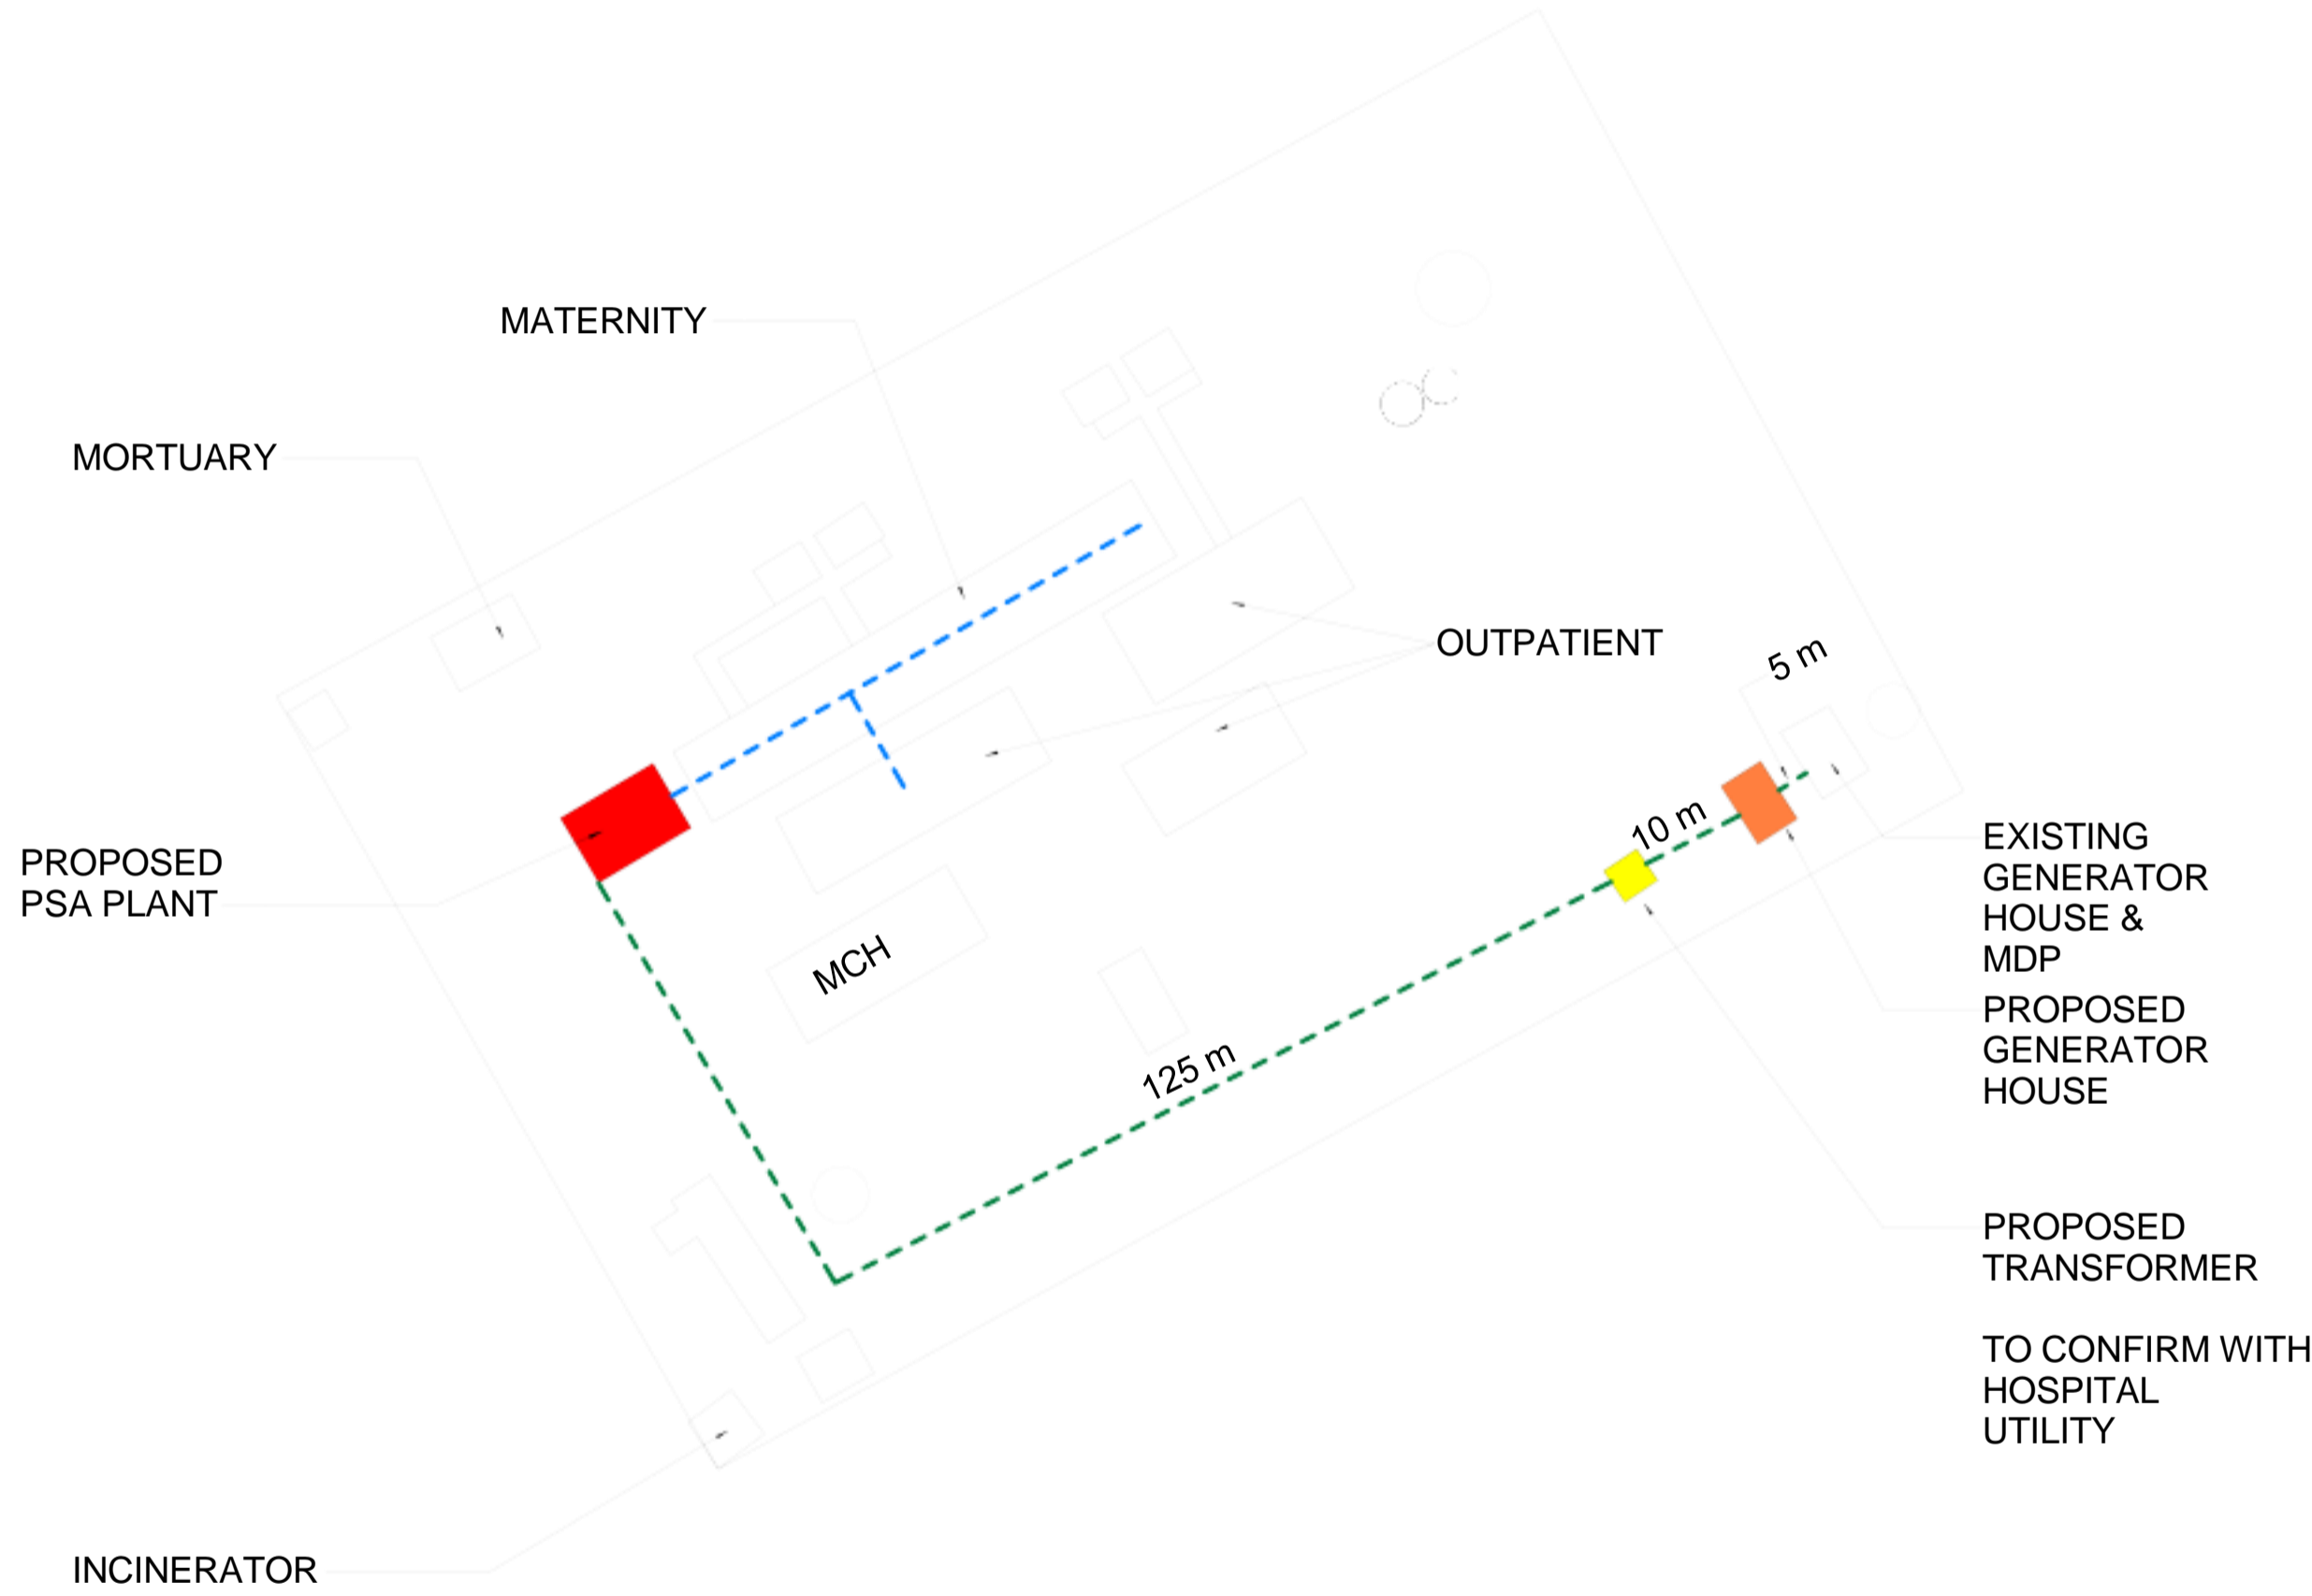 MATERNITY
MORTUARY
OUTPATIENT
5 m
10 m
PROPOSED
PSA PLANT
EXISTING
GENERATOR
HOUSE &
MDP
MCH
PROPOSED
GENERATOR
HOUSE
125 m
PROPOSED
TRANSFORMER
TO CONFIRM WITH
HOSPITAL
UTILITY
INCINERATOR